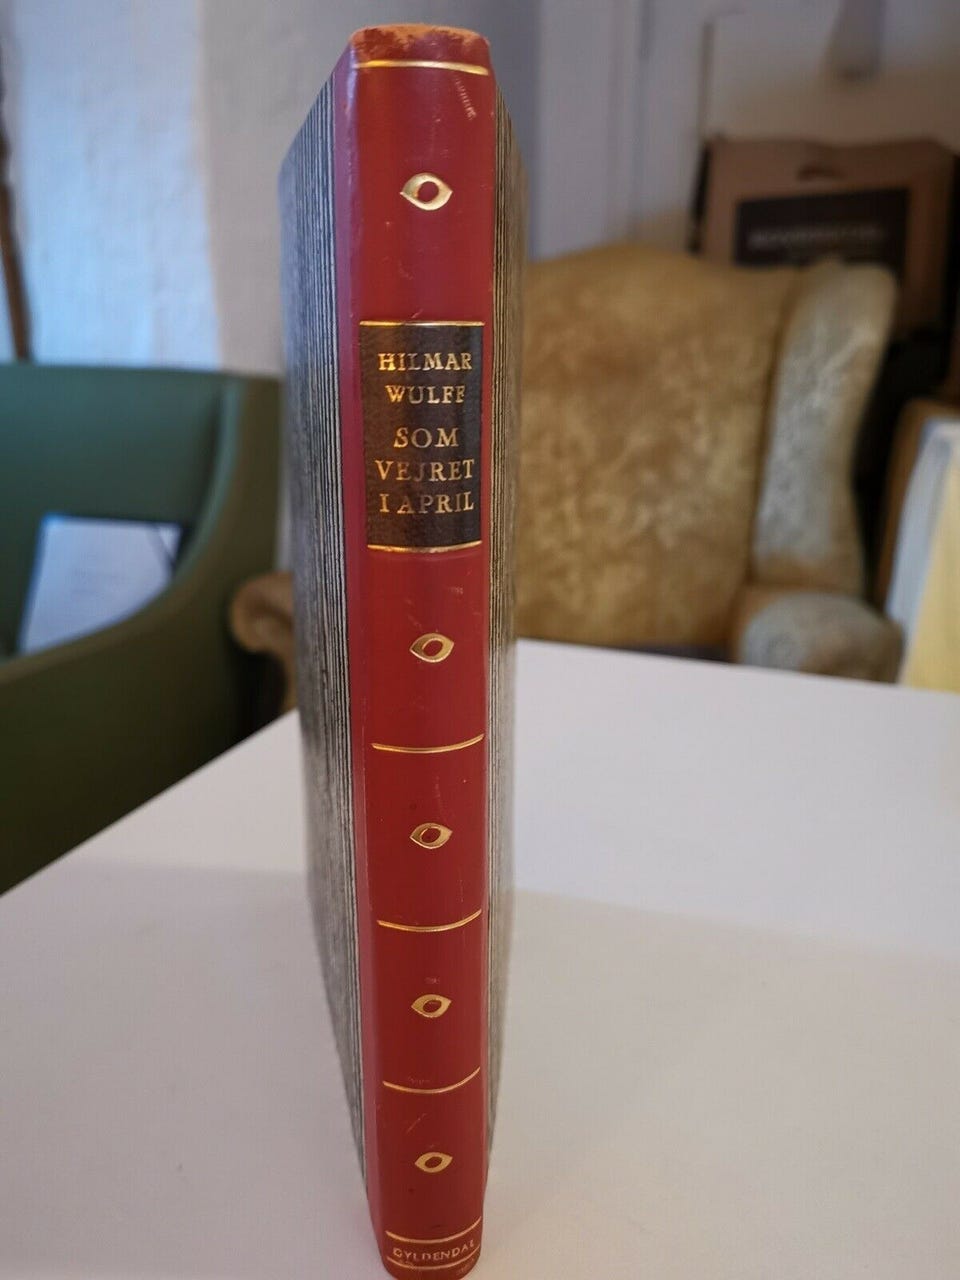 HILMAR
WULFF
SOM
VEJRET
I APRIL
GYLDENDAL